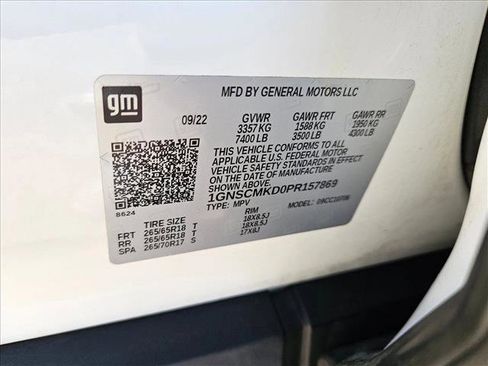 gm
MFD BY GENERAL MOTORS LLC
09/22 GVWR GAWR FRT GAWR RR
3357 KG 1588 KG 1950 KG
7400 LB 3500 LB 4300 LB
THIS VEHICLE CONFORMS TO ALL
APPLICABLE U.S. FEDERAL MOTOR
VEHICLE SAFETY STANDARDS IN
EFFECT ON THE DATE OF
MANUFACTURE SHOWN ABOVE.
1GNSCMKD0PR157869
8624 TYPE: MPV
TIRE SIZE RIM
FRT 265/65R18 T 18X8.5J
RR 265/65R18 T 18X8.5J
SPA 265/70R17 S 17X8J